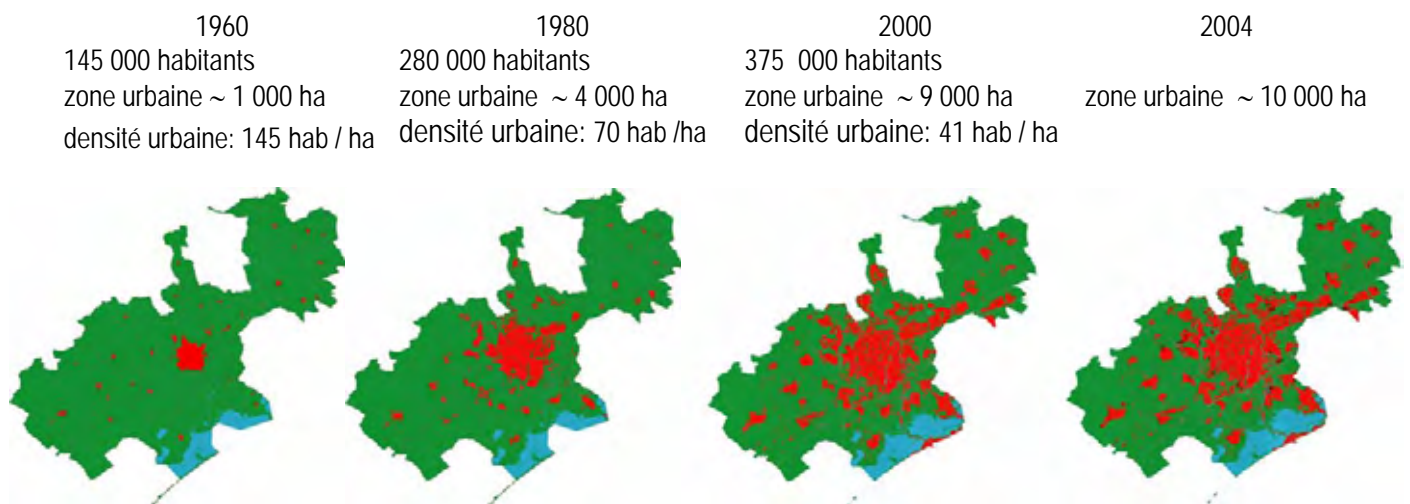 1960
145 000 habitants
zone urbaine ~ 1 000 ha
densité urbaine: 145 hab / ha
1980
280 000 habitants
zone urbaine ~ 4 000 ha
densité urbaine: 70 hab /ha
2000
375 000 habitants
zone urbaine ~ 9 000 ha
densité urbaine: 41 hab / ha
2004
zone urbaine ~ 10 000 ha